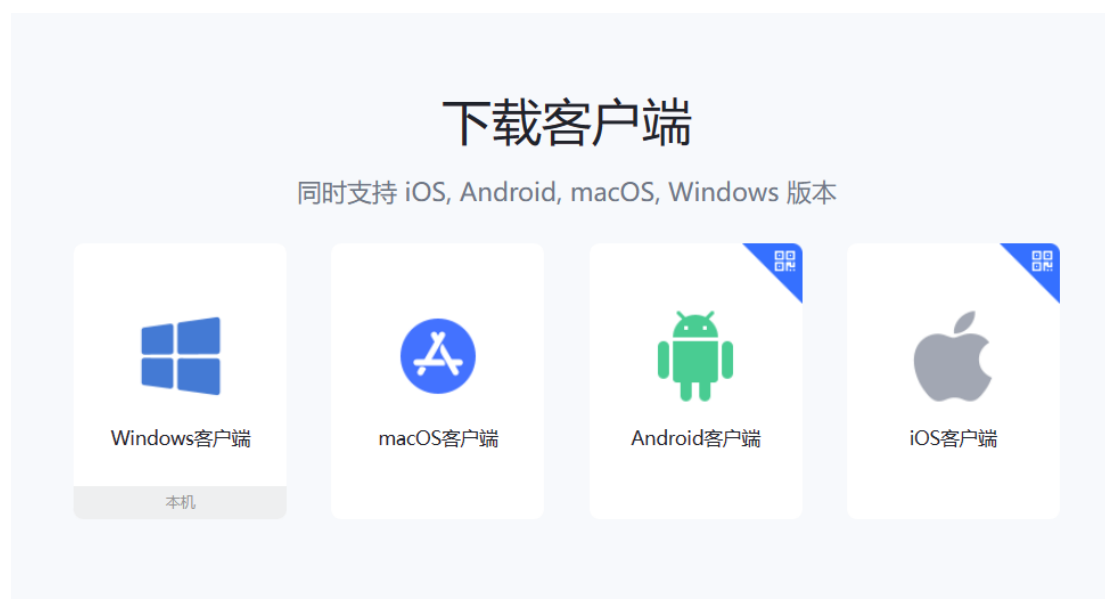 下载客户端
同时支持 iOS, Android, macOS, Windows 版本
Windows客户端
macOS客户端
Android客户端
iOS客户端
本机